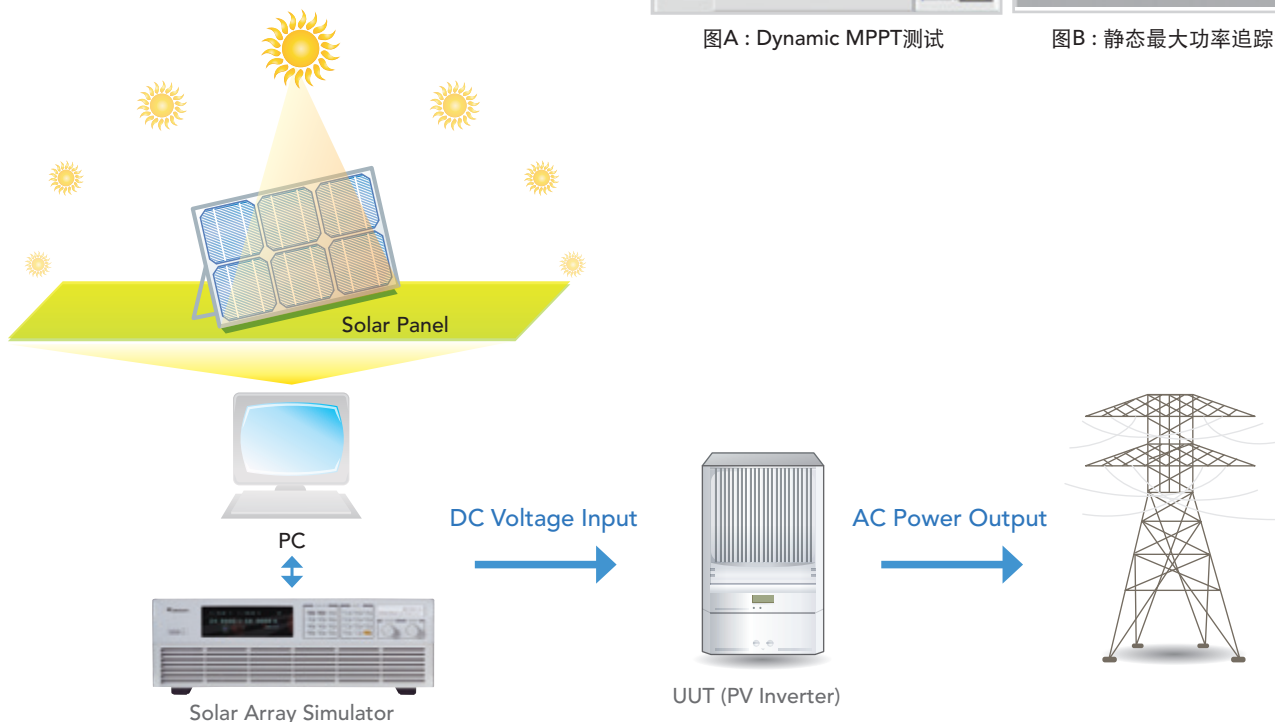 图A : Dynamic MPPT测试
图B : 静态最大功率追踪
Solar Panel
PC
DC Voltage Input
AC Power Output
UUT (PV Inverter)
Solar Array Simulator